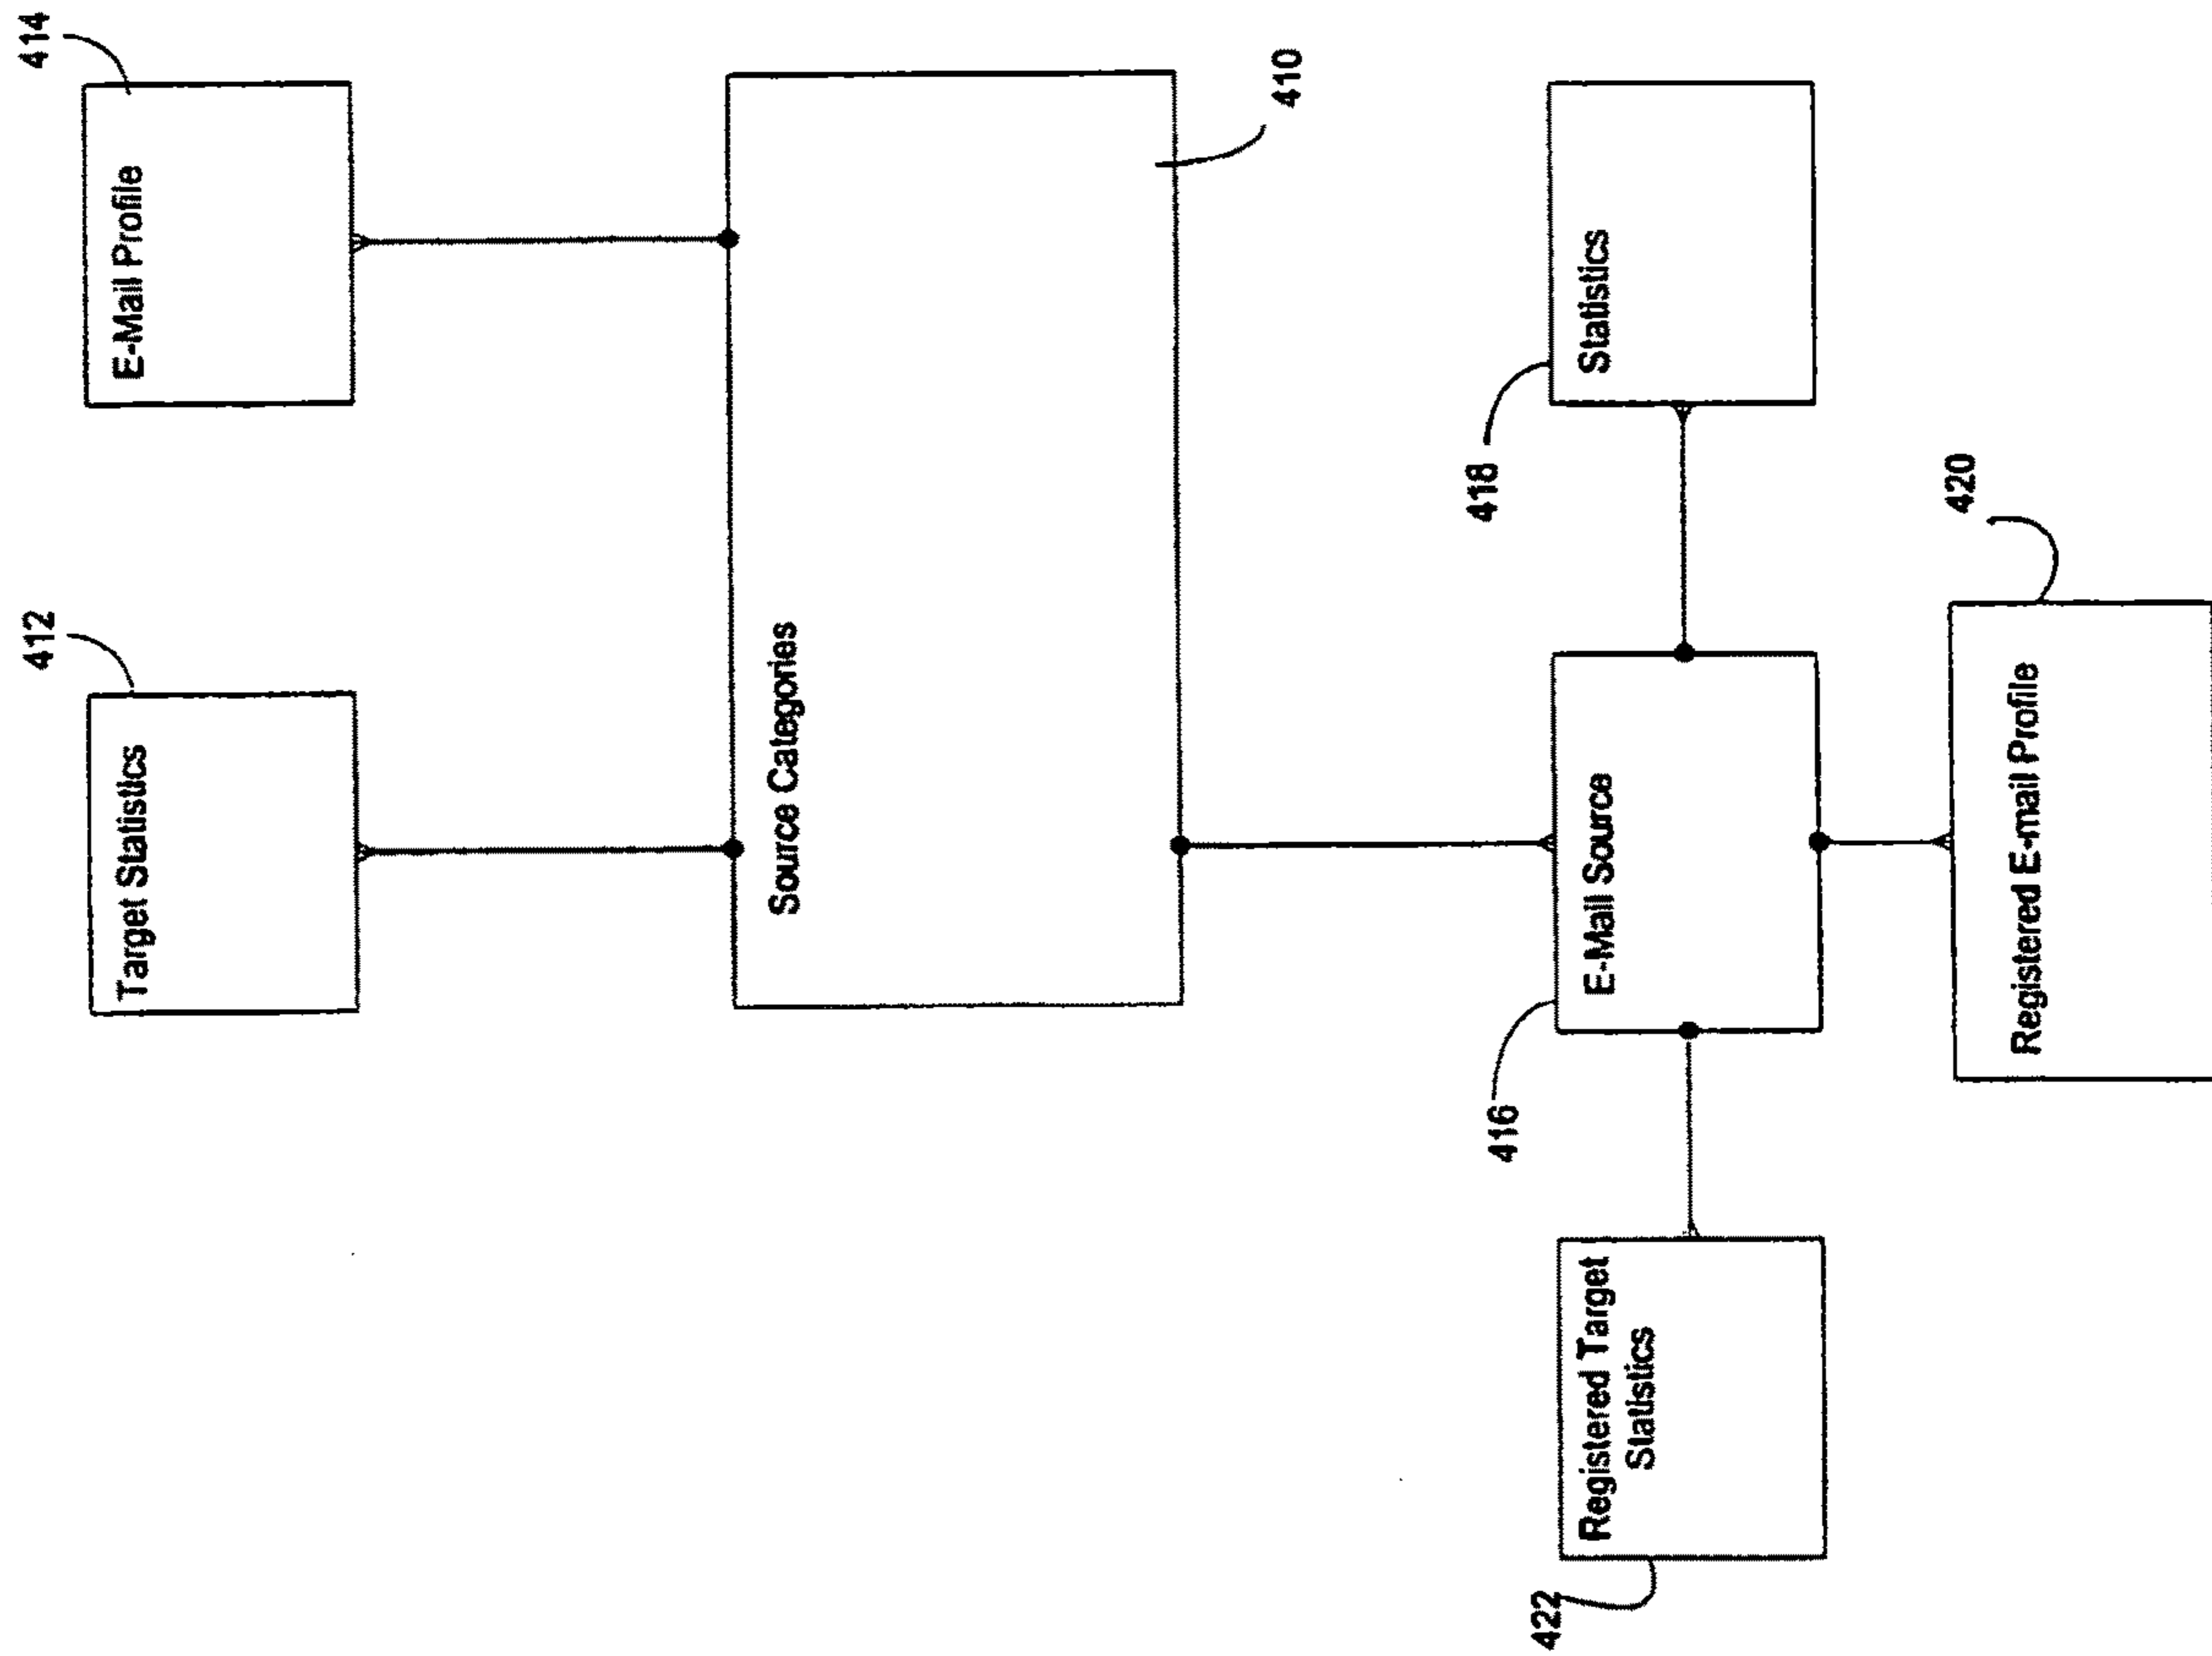 414
E-Mail Profile
412
Target Statistics
410
Source Categories
418
Statistics
416
E-Mail Source
420
Registered E-mail Profile
422
Registered Target
Statistics